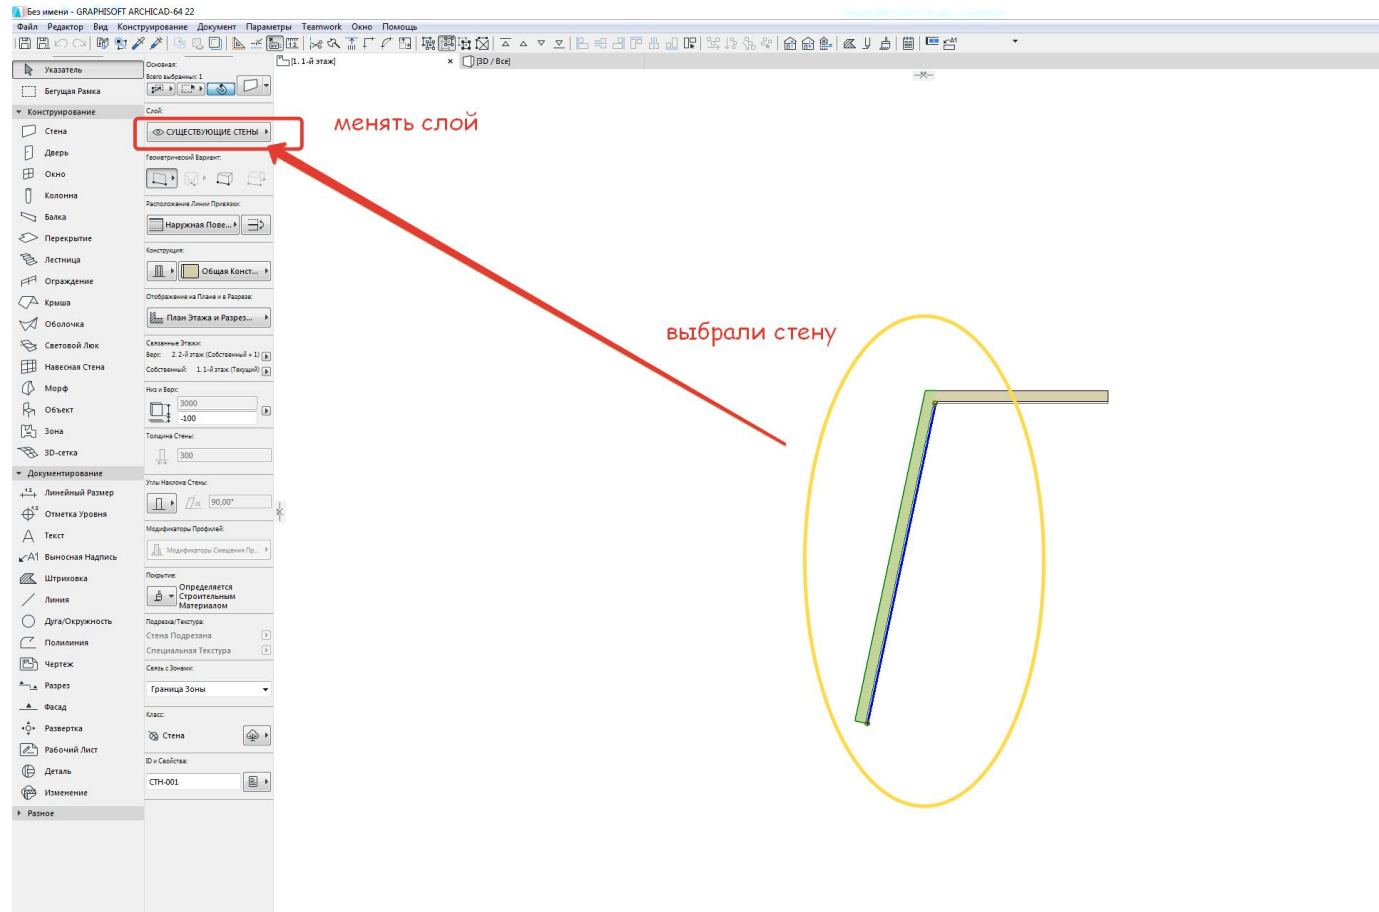 Без имени - GRAPHISOFT ARCHICAD-64 22
Файл Редактор Вид Конструирование Документ Параметры Teamwork Окно Помощь
Указатель
Бегущая Рамка
Конструирование
Стена
Дверь
Окно
Колонна
Балка
Перекрытие
Лестница
Ограждение
Крыша
Оболочка
Световой Люк
Навесная Стена
Морф
Объект
Зона
3D-сетка
Документирование
Линейный Размер
Отметка Уровня
Текст
Выносная Надпись
Штриховка
Линия
Дуга/Окружность
Полилиния
Чертеж
Разрез
Фасад
Развертка
Рабочий Лист
Деталь
Изменение
Разное
Основная:
Всего выбранных: 1
Слой:
СУЩЕСТВУЮЩИЕ СТЕНЫ
Геометрический Вариант:
Расположение Линии Привязки:
Наружная Пове...
Конструкция:
Общая Конст...
Отображение на Плане и в Разрезе:
План Этажа и Разрез...
Связанные Этажи:
Верх: 2. 2-й этаж (Собственный + 1)
Собственный: 1. 1-й этаж (Текущий)
Низ и Верх:
3000
-100
Толщина Стены:
300
Углы Наклона Стены:
α 90,00°
Модификаторы Профилей:
Модификаторы Смещения Пр...
Покрытие:
Определяется
Строительным
Материалом
Подрезка/Текстура:
Стена Подрезана
Специальная Текстура
Связь с Зонами:
Граница Зоны
Класс:
Стена
ID и Свойства:
СТН-001
[1. 1-й этаж]
[3D / Все]
менять слой
выбрали стену